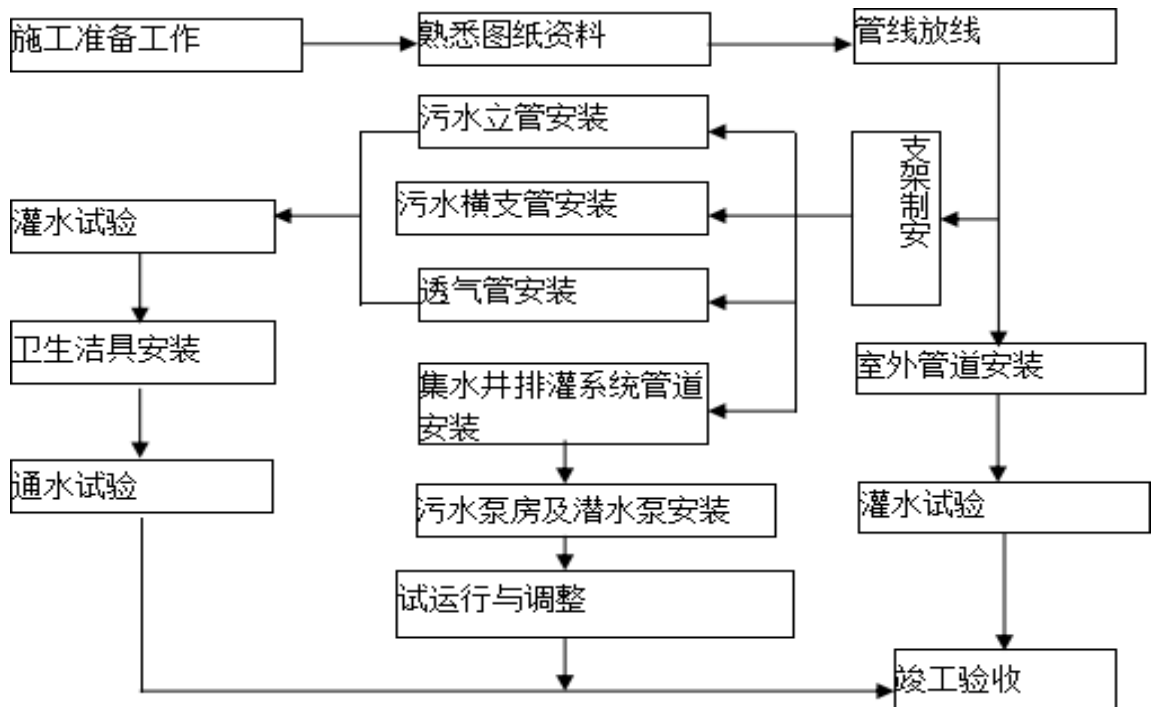 施工准备工作
熟悉图纸资料
管线放线
污水立管安装
支架制安
污水横支管安装
灌水试验
透气管安装
卫生洁具安装
集水井排灌系统管道
安装
室外管道安装
通水试验
污水泵房及潜水泵安装
灌水试验
试运行与调整
竣工验收